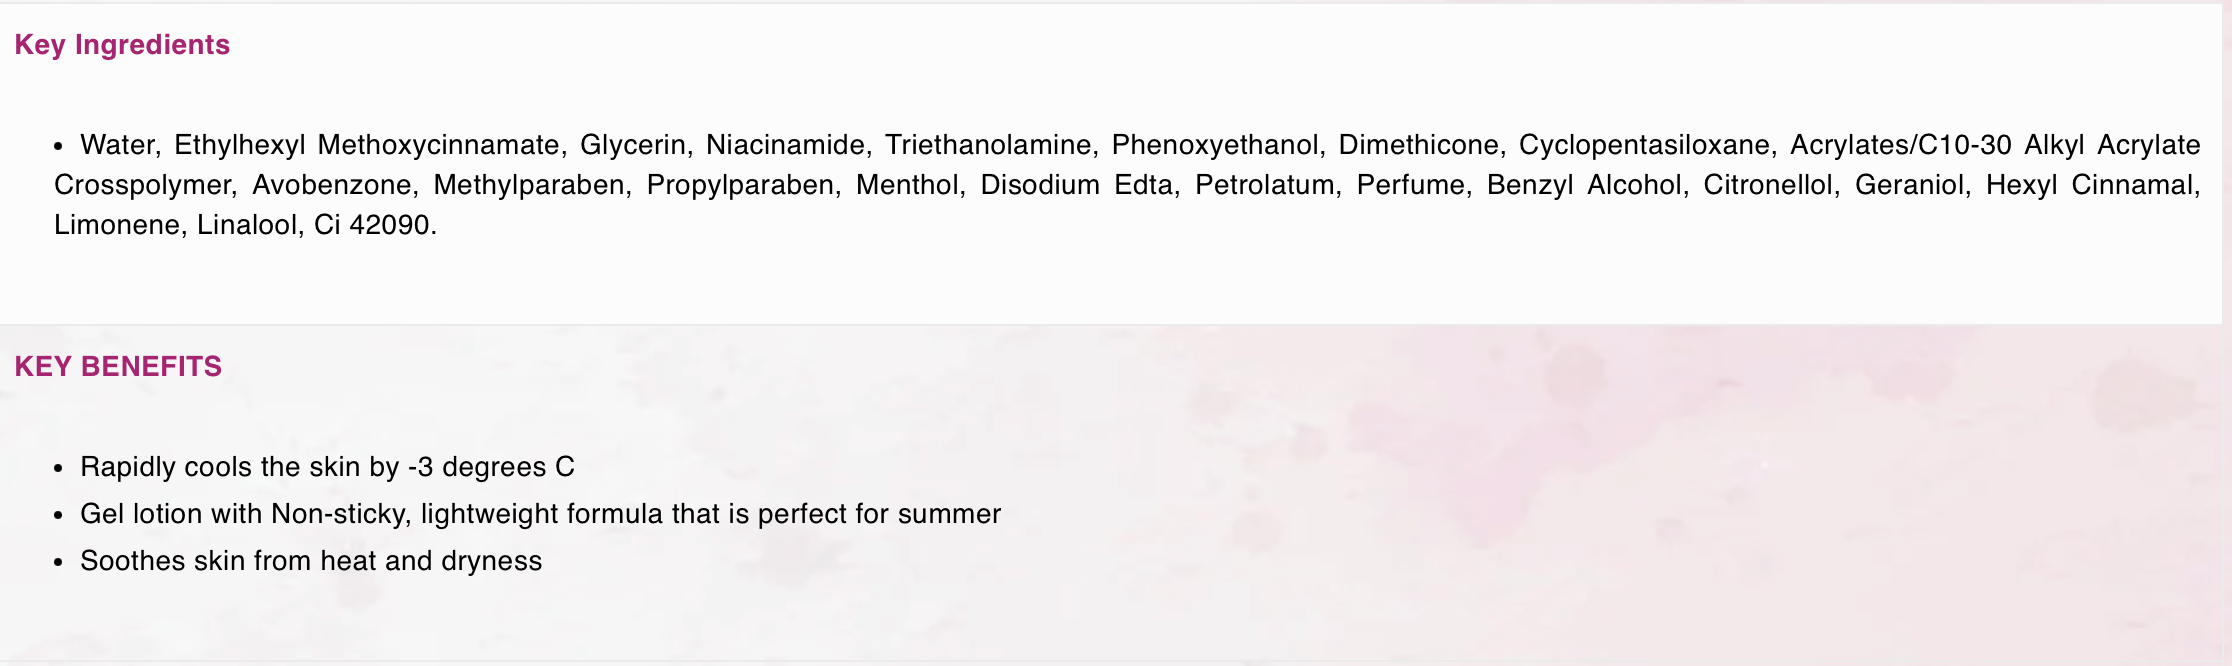 Key Ingredients
• Water, Ethylhexyl Methoxycinnamate, Glycerin, Niacinamide, Triethanolamine, Phenoxyethanol, Dimethicone, Cyclopentasiloxane, Acrylates/C10-30 Alkyl Acrylate
Crosspolymer, Avobenzone, Methylparaben, Propylparaben, Menthol, Disodium Edta, Petrolatum, Perfume, Benzyl Alcohol, Citronellol, Geraniol, Hexyl Cinnamal,
Limonene, Linalool, Ci 42090.
KEY BENEFITS
• Rapidly cools the skin by -3 degrees C
• Gel lotion with Non-sticky, lightweight formula that is perfect for summer
• Soothes skin from heat and dryness